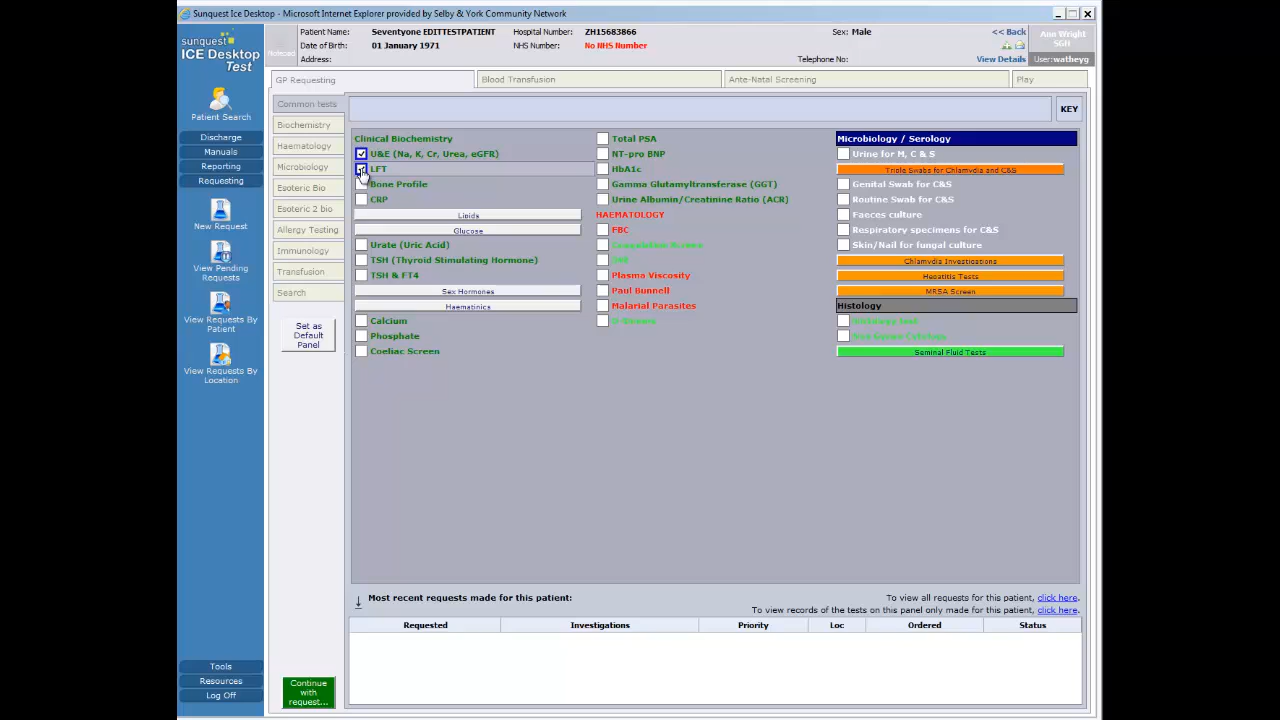 Sunquest Ice Desktop - Microsoft Internet Explorer provided by Selby & York Community Network
sunquest
ICE Desktop
Test
Patient Name: Seventyone EDITTESTPATIENT Hospital Number: ZH15683866 Sex: Male << Back
Date of Birth: 01 January 1971 NHS Number: No NHS Number
Address: Telephone No: View Details
Ann Wright
SGH
User:watheyg
Patient Search
Discharge
Manuals
Reporting
Requesting
New Request
View Pending
Requests
View Requests By
Patient
View Requests By
Location
Tools
Resources
Log Off
GP Requesting Blood Transfusion Ante-Natal Screening Play
Common tests
Biochemistry
Haematology
Microbiology
Esoteric Bio
Esoteric 2 bio
Allergy Testing
Immunology
Transfusion
Search
Set as
Default
Panel
Continue
with
request...
KEY
Clinical Biochemistry
U&E (Na, K, Cr, Urea, eGFR)
LFT
Bone Profile
CRP
Lipids
Glucose
Urate (Uric Acid)
TSH (Thyroid Stimulating Hormone)
TSH & FT4
Sex Hormones
Haematinics
Calcium
Phosphate
Coeliac Screen
Total PSA
NT-pro BNP
HbA1c
Gamma Glutamyltransferase (GGT)
Urine Albumin/Creatinine Ratio (ACR)
HAEMATOLOGY
FBC
Coagulation Screen
Plasma Viscosity
Paul Bunnell
Malarial Parasites
D-Dimers
Microbiology / Serology
Urine for M, C & S
Triple Swabs for Chlamydia and C&S
Genital Swab for C&S
Routine Swab for C&S
Faeces culture
Respiratory specimens for C&S
Skin/Nail for fungal culture
Chlamydia Investigations
Hepatitis Tests
MRSA Screen
Histology
Histology
Non Gynae Cytology
Seminal Fluid Tests
Most recent requests made for this patient:
To view all requests for this patient, click here.
To view records of the tests on this panel only made for this patient, click here.
Requested Investigations Priority Loc Ordered Status